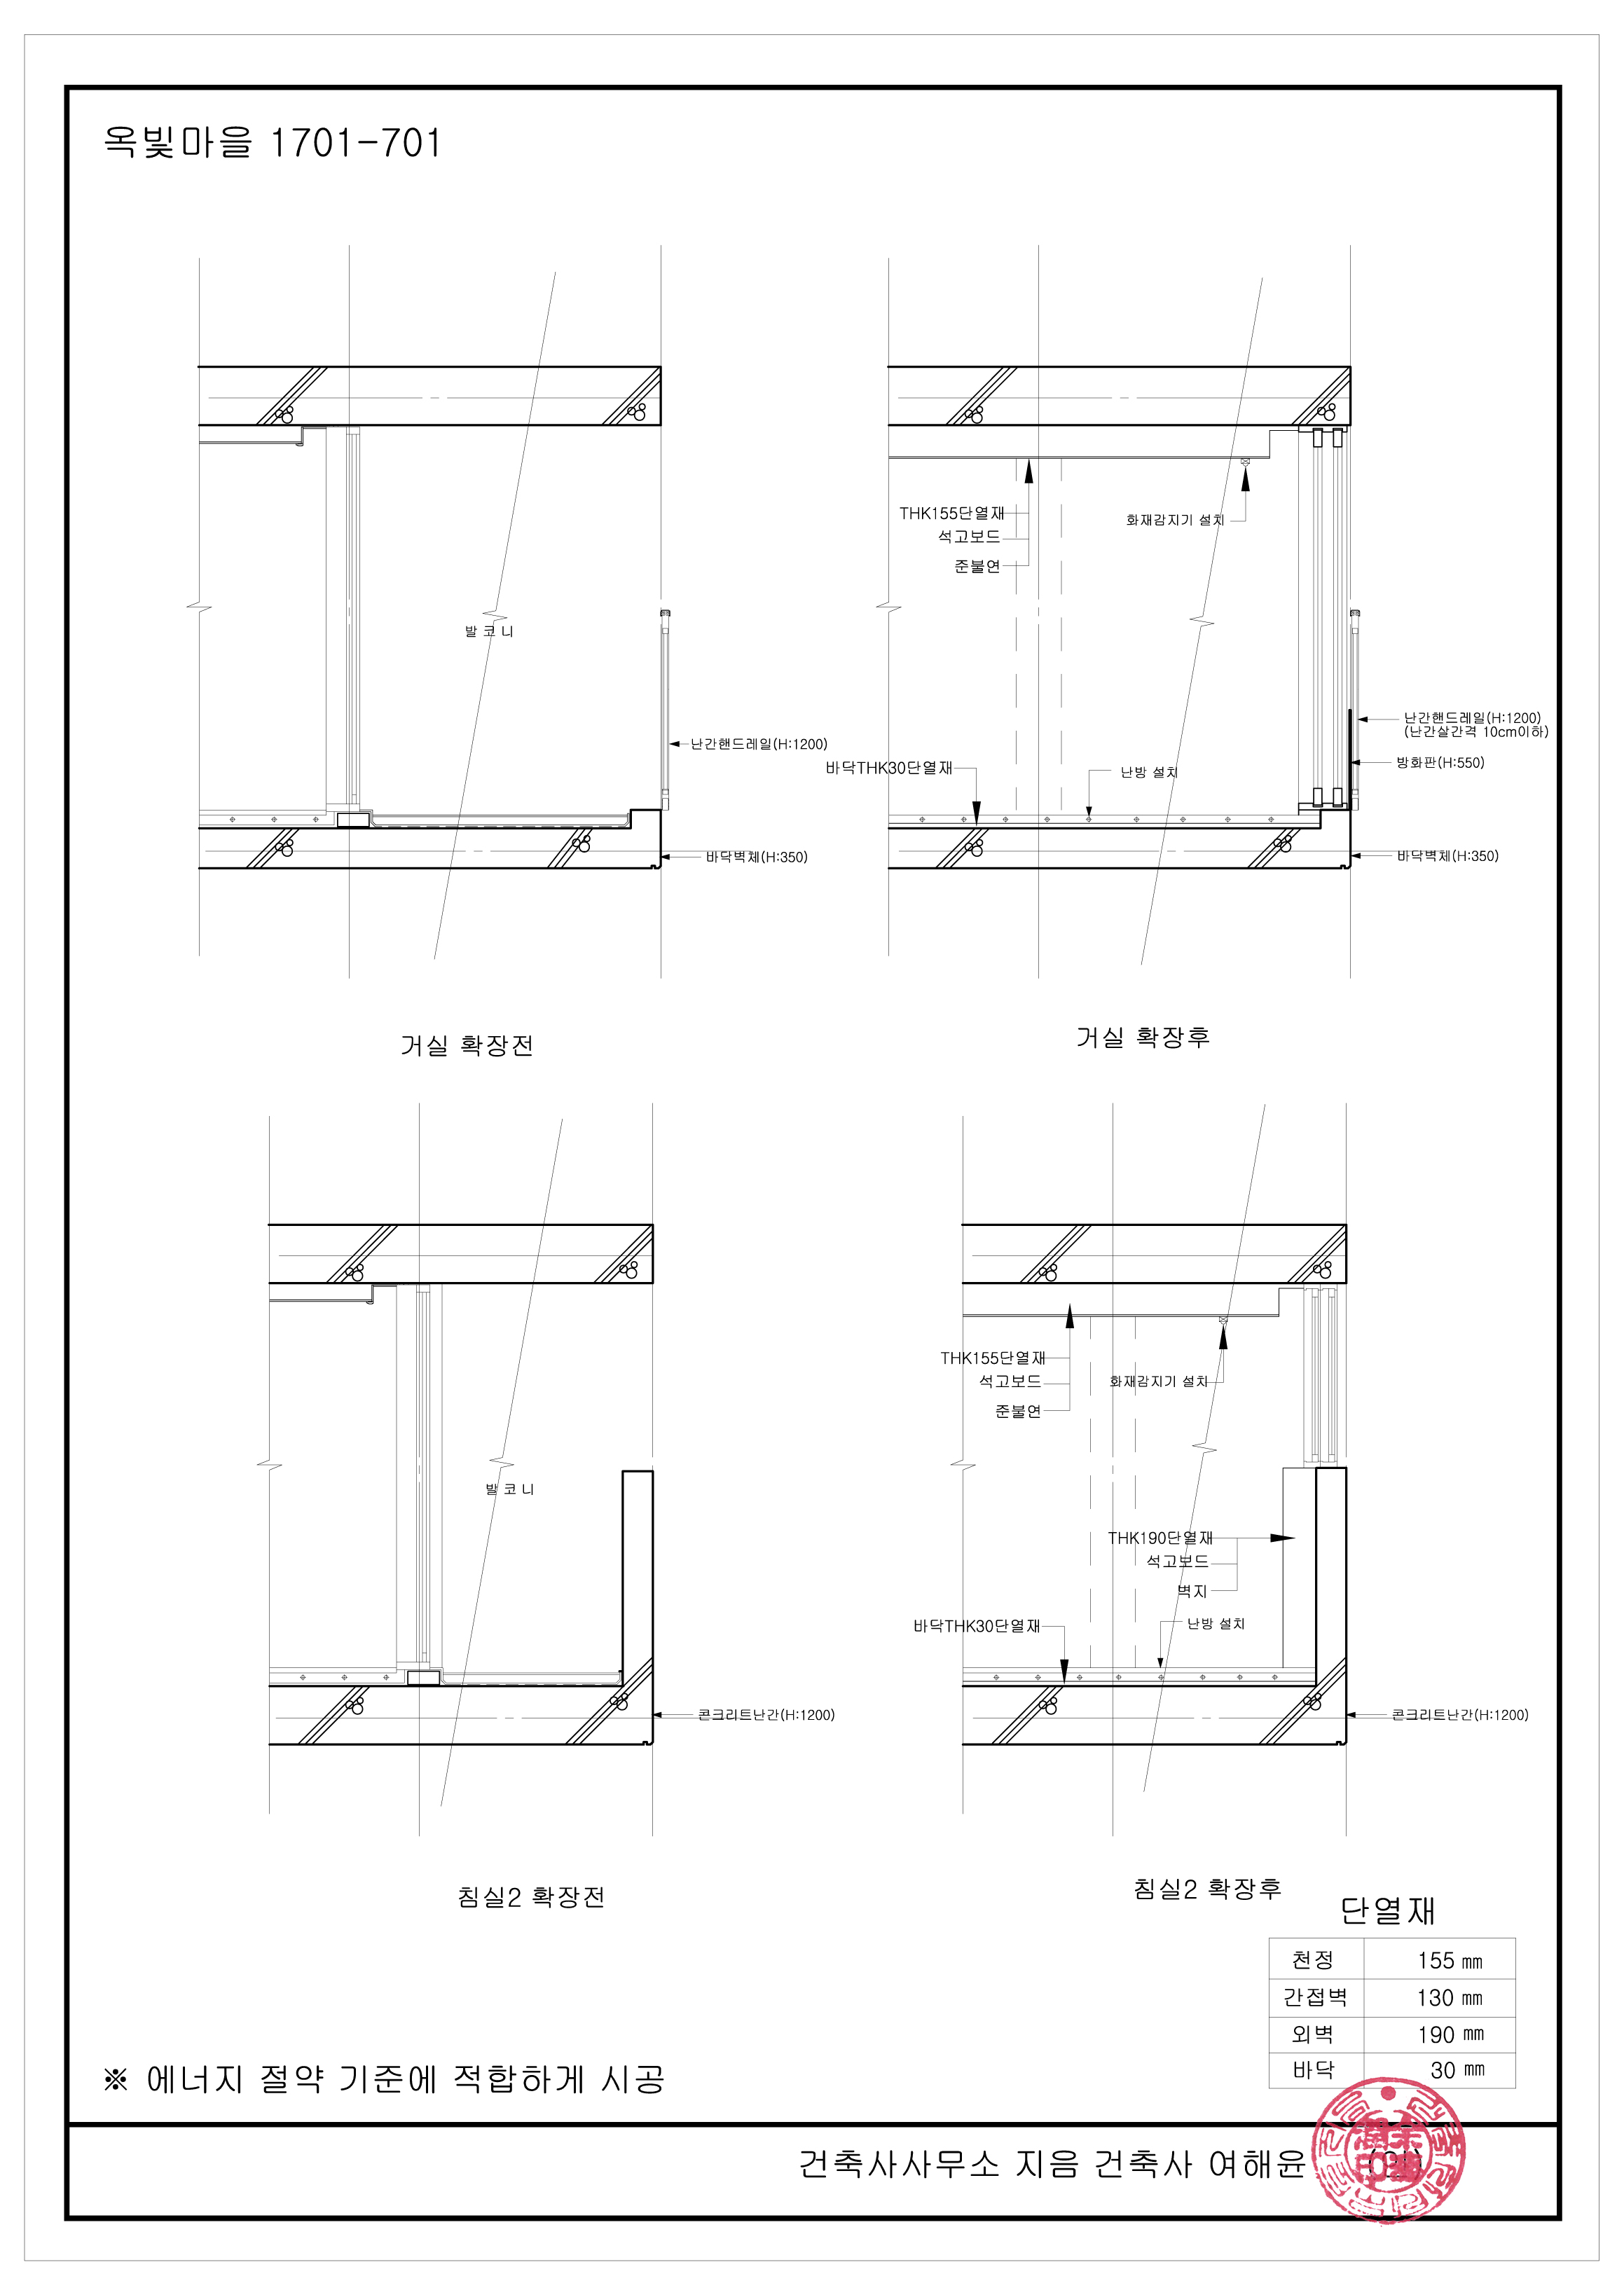 옥빛마을 1701-701
발 코 니
난간핸드레일(H:1200)
바닥벽체(H:350)
거실 확장전
THK155단열재
석고보드
준불연
화재감지기 설치
바닥THK30단열재
난방 설치
난간핸드레일(H:1200)
(난간살간격 10cm이하)
방화판(H:550)
바닥벽체(H:350)
거실 확장후
발 코 니
콘크리트난간(H:1200)
침실2 확장전
THK155단열재
석고보드
준불연
화재감지기 설치
THK190단열재
석고보드
벽지
바닥THK30단열재
난방 설치
콘크리트난간(H:1200)
침실2 확장후
단열재
천정 155 ㎜
간접벽 130 ㎜
외벽 190 ㎜
바닥 30 ㎜
※ 에너지 절약 기준에 적합하게 시공
건축사사무소 지음 건축사 여해윤